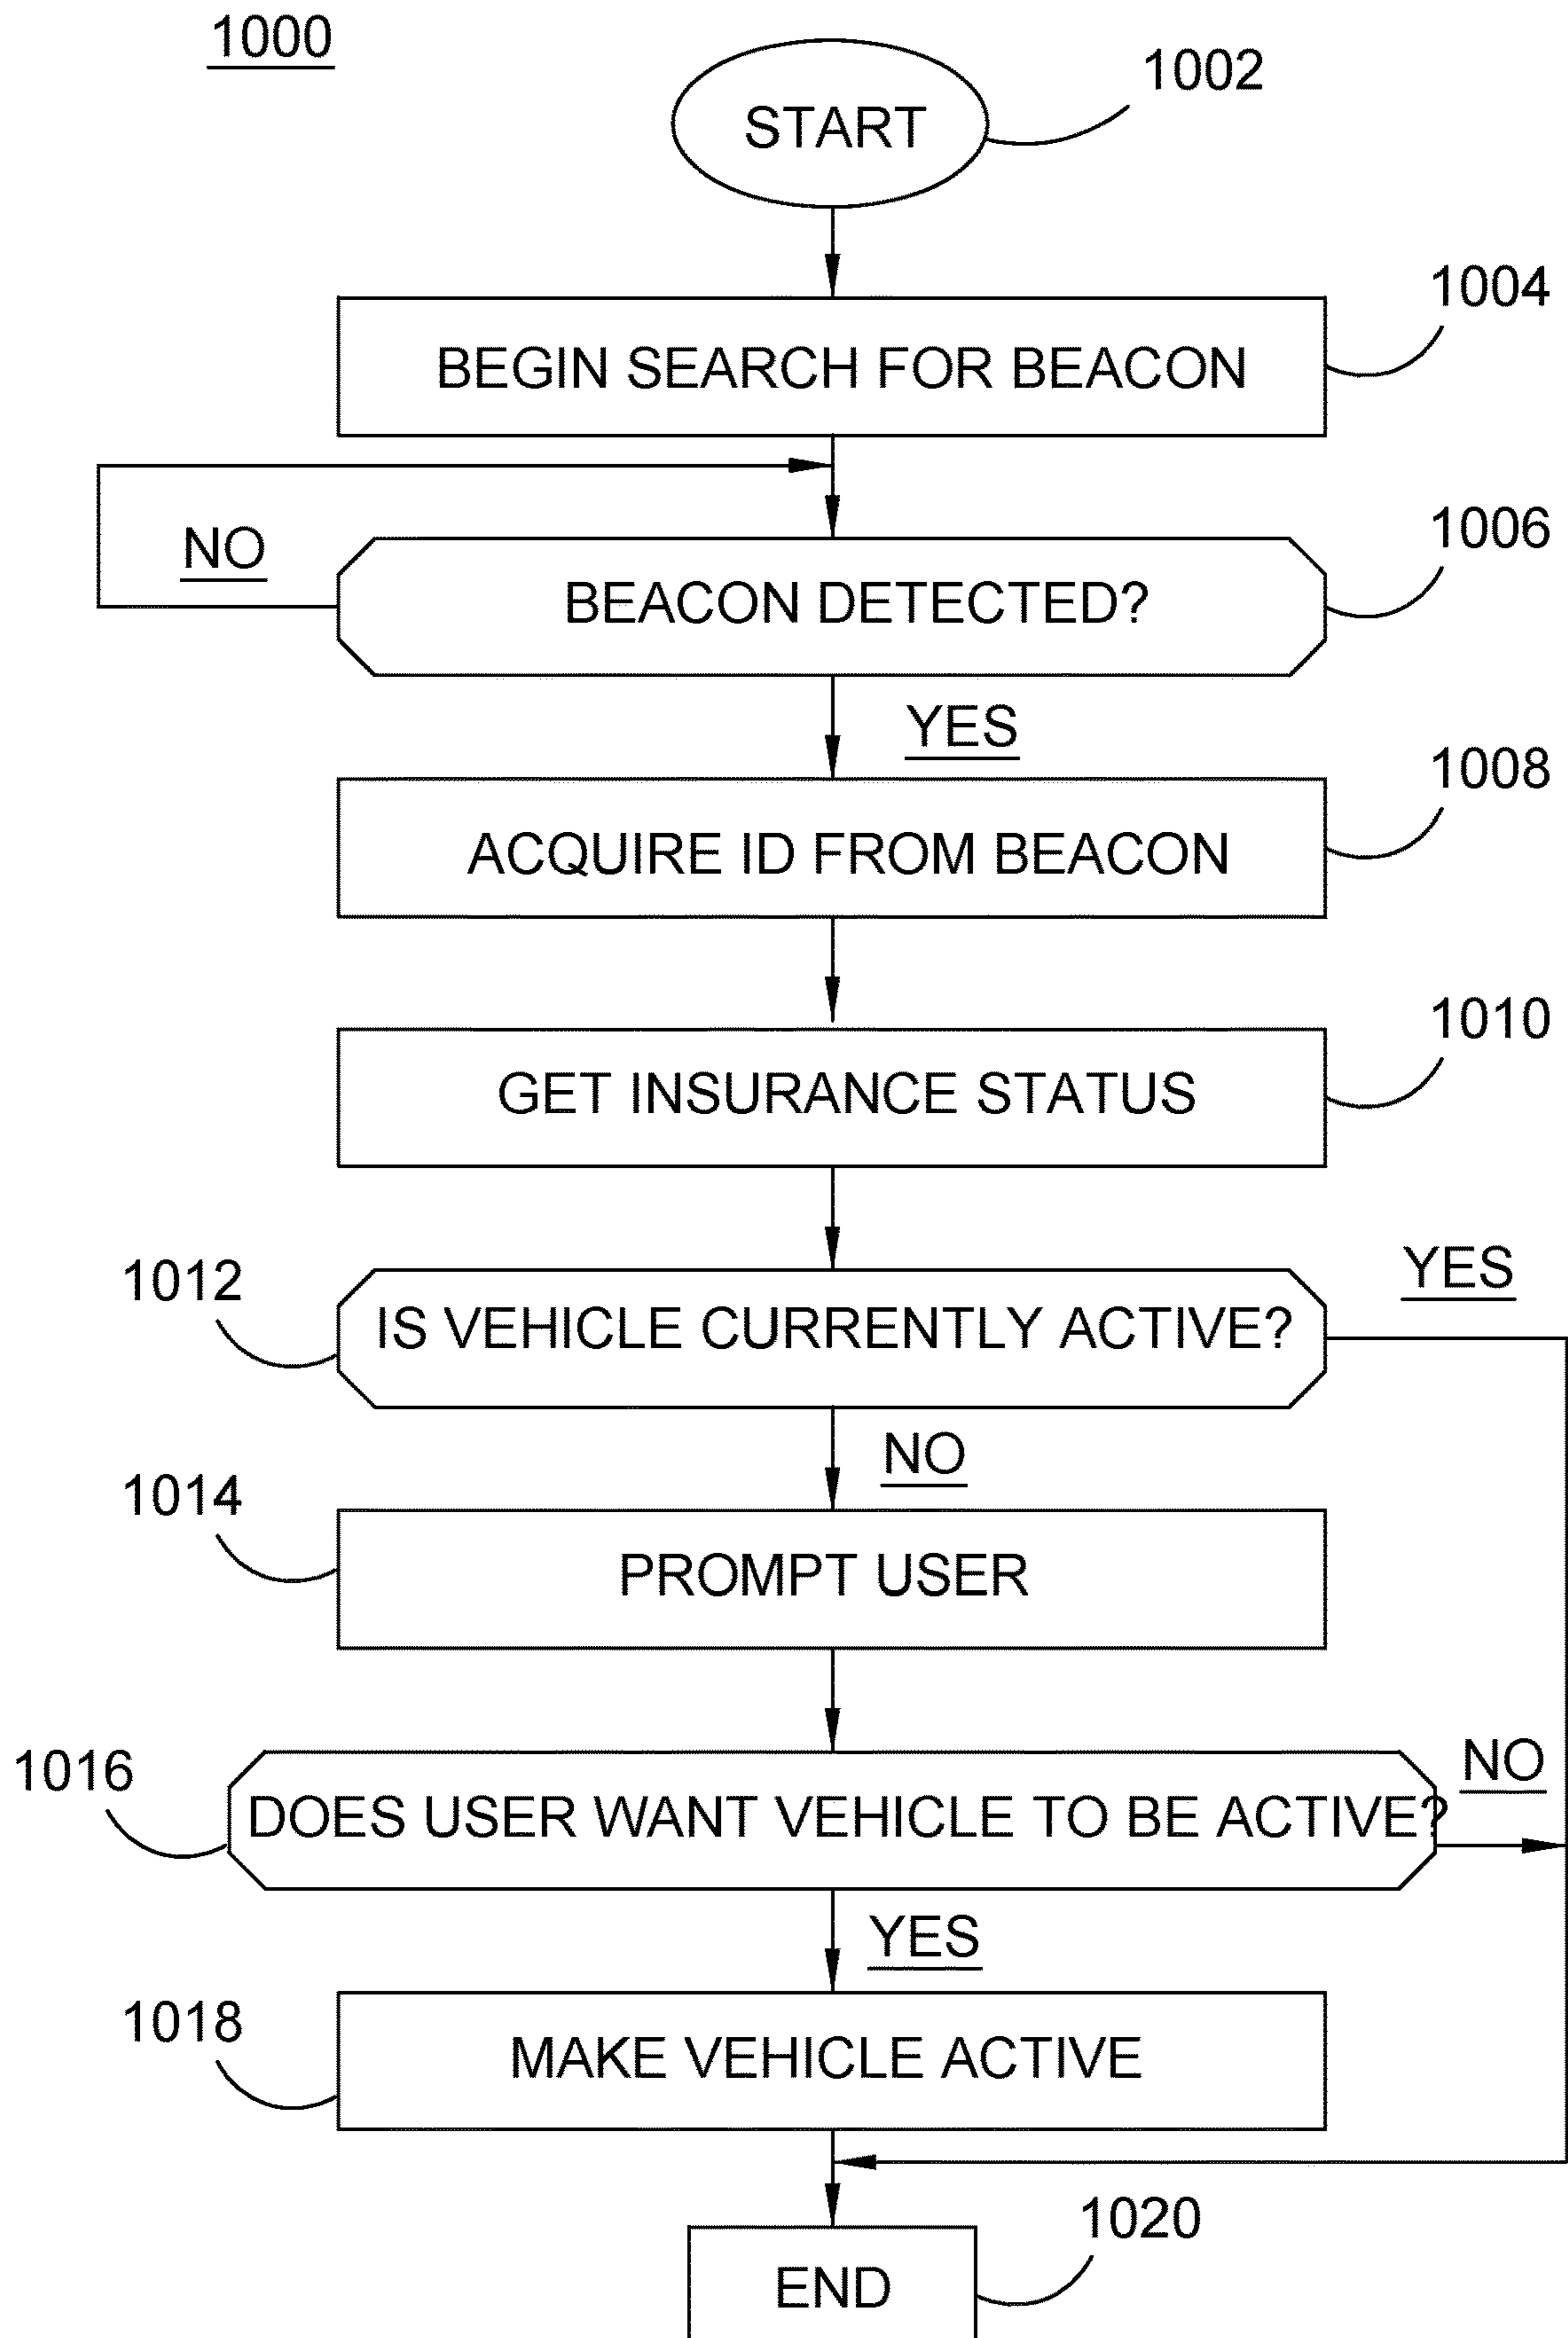 1000
START
1002
BEGIN SEARCH FOR BEACON
1004
NO
BEACON DETECTED?
1006
YES
ACQUIRE ID FROM BEACON
1008
GET INSURANCE STATUS
1010
1012
IS VEHICLE CURRENTLY ACTIVE?
YES
NO
1014
PROMPT USER
1016
DOES USER WANT VEHICLE TO BE ACTIVE?
NO
YES
1018
MAKE VEHICLE ACTIVE
1020
END